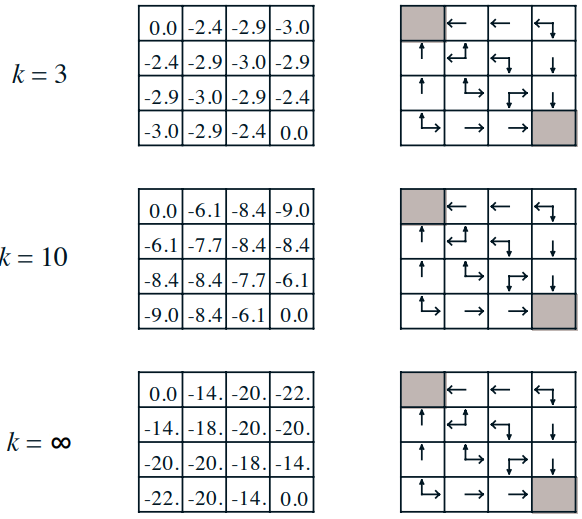 0.0 -2.4 -2.9 -3.0
-2.4 -2.9 -3.0 -2.9
k = 3
-2.9 -3.0 -2.9 -2.4
-3.0 -2.9 -2.4 0.0
0.0 -6.1 -8.4 -9.0
-6.1 -7.7 -8.4 -8.4
k = 10
-8.4 -8.4 -7.7 -6.1
-9.0 -8.4 -6.1 0.0
0.0 -14. -20. -22.
-14. -18. -20. -20.
k = ∞
-20. -20. -18. -14.
-22. -20. -14. 0.0